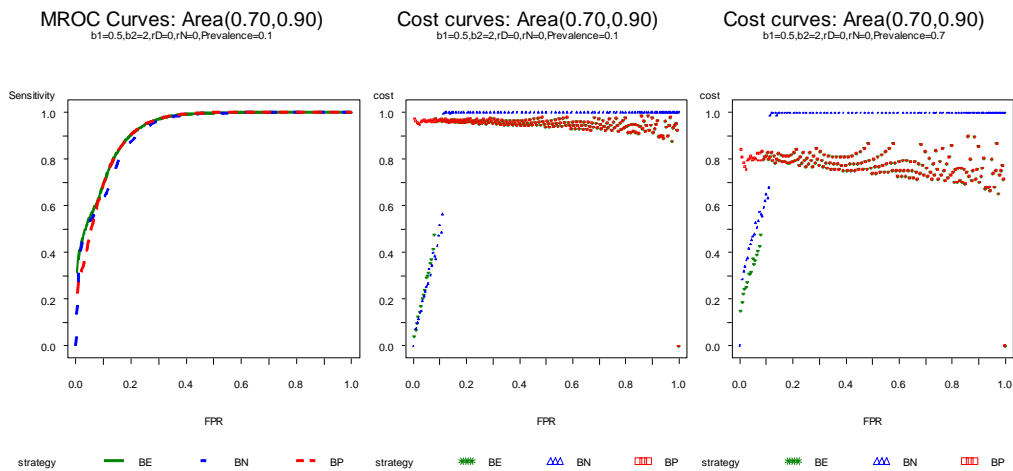 MROC Curves: Area(0.70,0.90)
b1=0.5,b2=2,rD=0,rN=0,Prevalence=0.1
Sensitivity
1.0
0.8
0.6
0.4
0.2
0.0
0.0 0.2 0.4 0.6 0.8 1.0
FPR
strategy BE BN BP
Cost curves: Area(0.70,0.90)
b1=0.5,b2=2,rD=0,rN=0,Prevalence=0.1
cost
1.0
0.8
0.6
0.4
0.2
0.0
0.0 0.2 0.4 0.6 0.8 1.0
FPR
strategy BE BN BP
Cost curves: Area(0.70,0.90)
b1=0.5,b2=2,rD=0,rN=0,Prevalence=0.7
cost
1.0
0.8
0.6
0.4
0.2
0.0
0.0 0.2 0.4 0.6 0.8 1.0
FPR
strategy BE BN BP